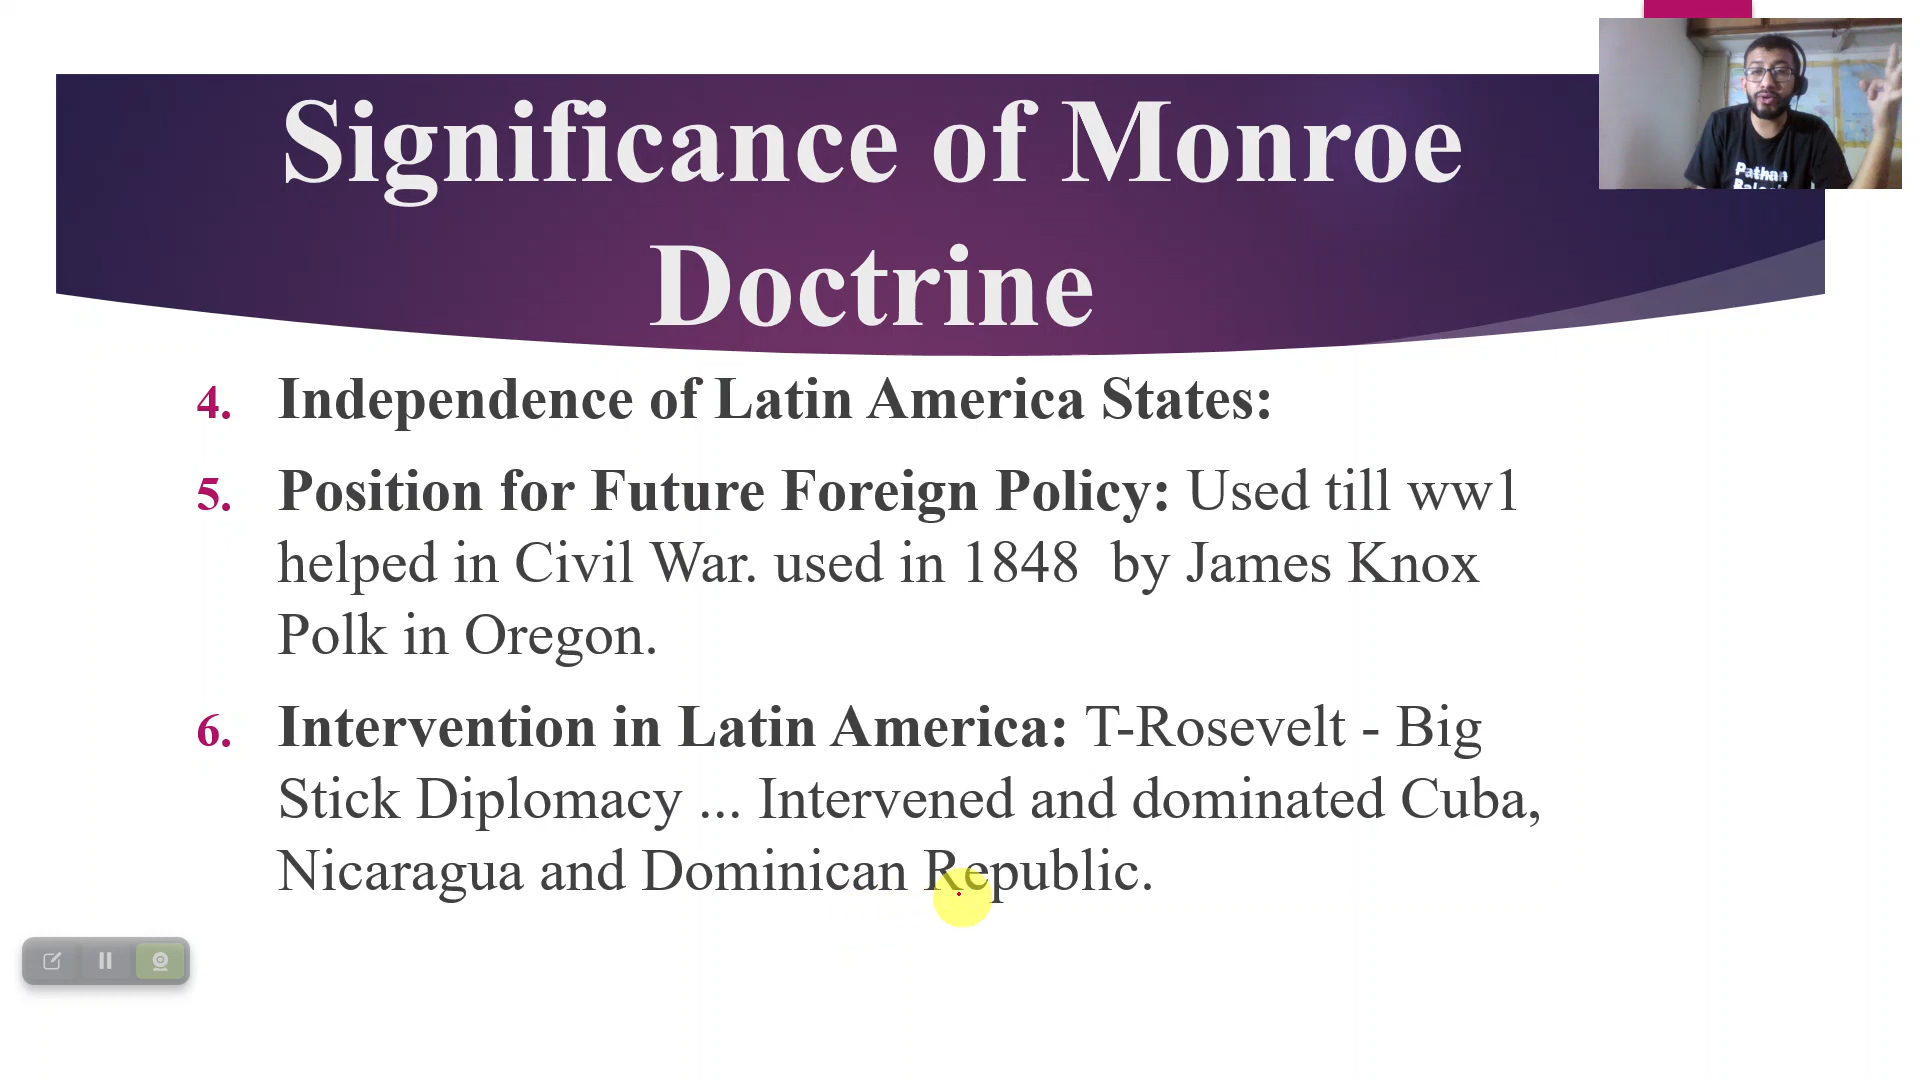 Significance of Monroe
Doctrine
4. Independence of Latin America States:
5. Position for Future Foreign Policy: Used till ww1
helped in Civil War. used in 1848 by James Knox
Polk in Oregon.
6. Intervention in Latin America: T-Rosevelt - Big
Stick Diplomacy ... Intervened and dominated Cuba,
Nicaragua and Dominican Republic.
Pathan